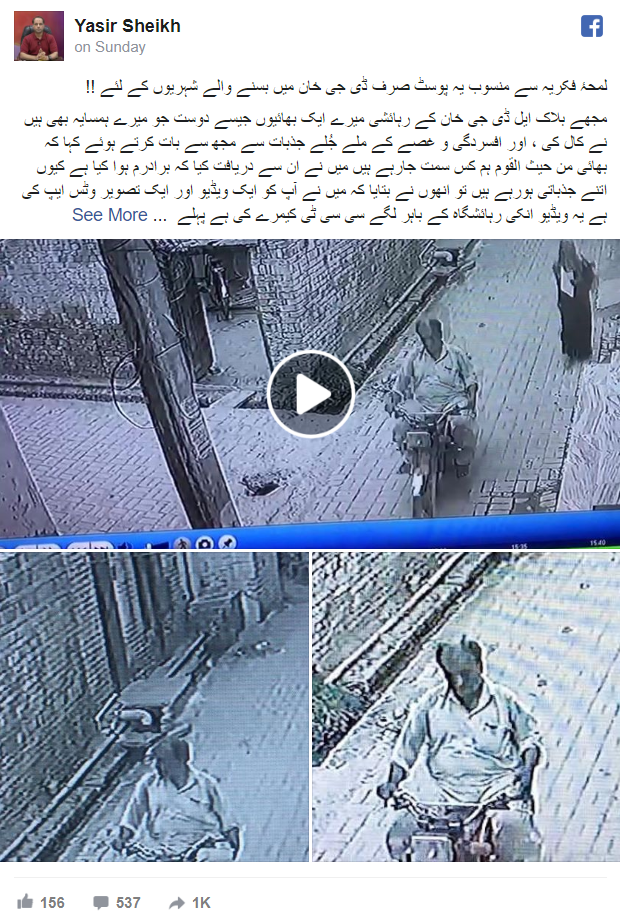 Yasir Sheikh
on Sunday
لمحۂ فکریہ سے منسوب یہ پوسٹ صرف ڈی جی خان میں بسنے والے شہریوں کے لئے !!
مجھے بلاک ایل ڈی جی خان کے رہائشی میرے ایک بھائیوں جیسے دوست جو میرے ہمسایہ بھی ہیں
نے کال کی ، اور افسردگی و غصے کے ملے جُلے جذبات سے مجھ سے بات کرتے ہوئے کہا کہ
بھائی من حیث القوم ہم کس سمت جارہے ہیں میں نے ان سے دریافت کیا کہ برادرم ہوا کیا ہے کیوں
اتنے جذباتی ہورہے ہیں تو انھوں نے بتایا کہ میں نے آپ کو ایک ویڈیو اور ایک تصویر وٹس ایپ کی
ہے یہ ویڈیو انکی رہائشگاہ کے باہر لگے سی سی ٹی کیمرے کی ہے پہلے ... See More
15:35
15:40
156
537
1K